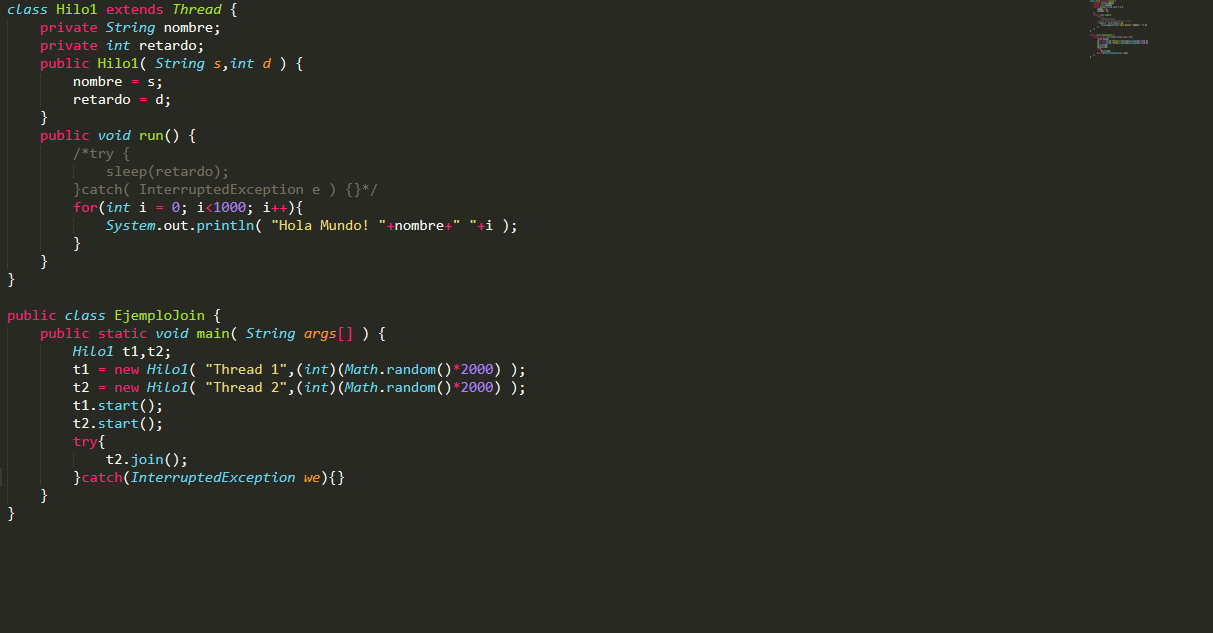 class Hilo1 extends Thread {
    private String nombre;
    private int retardo;
    public Hilo1( String s,int d ) {
        nombre = s;
        retardo = d;
    }
    public void run() {
        /*try {
            sleep(retardo);
        }catch( InterruptedException e ) {}*/
        for(int i = 0; i<1000; i++){
            System.out.println( "Hola Mundo! "+nombre+" "+i );
        }
    }
}

public class EjemploJoin {
    public static void main( String args[] ) {
        Hilo1 t1,t2;
        t1 = new Hilo1( "Thread 1",(int)(Math.random()*2000) );
        t2 = new Hilo1( "Thread 2",(int)(Math.random()*2000) );
        t1.start();
        t2.start();
        try{
            t2.join();
        }catch(InterruptedException we){}
    }
}